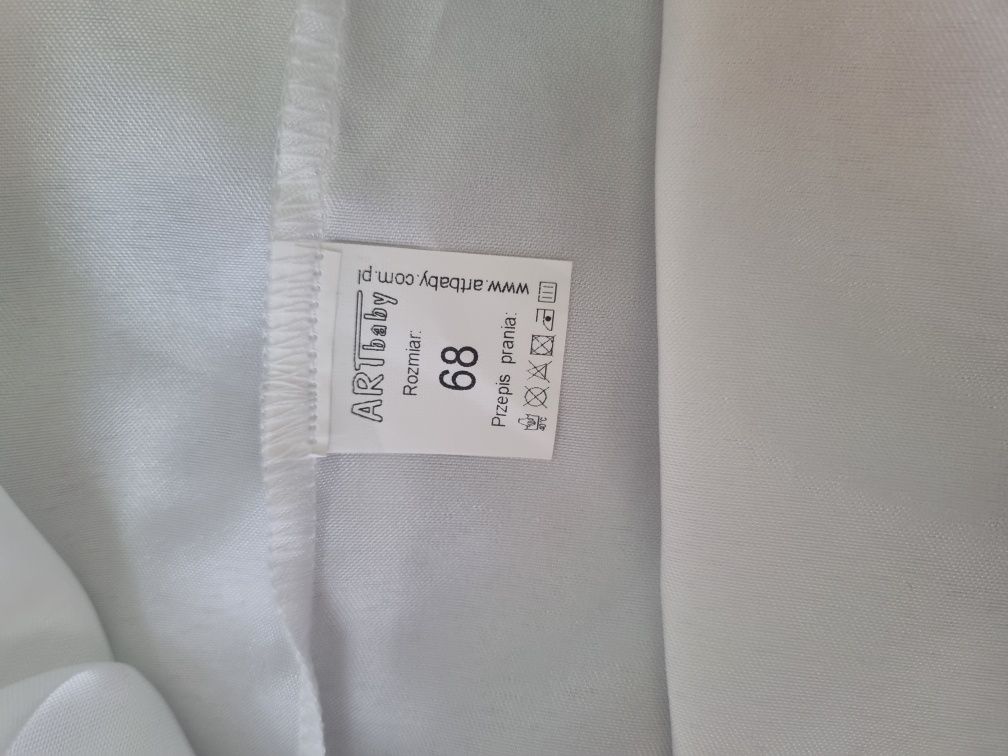 ARTbaby
www.artbaby.com.pl
Rozmiar:
68
Przepis prania: